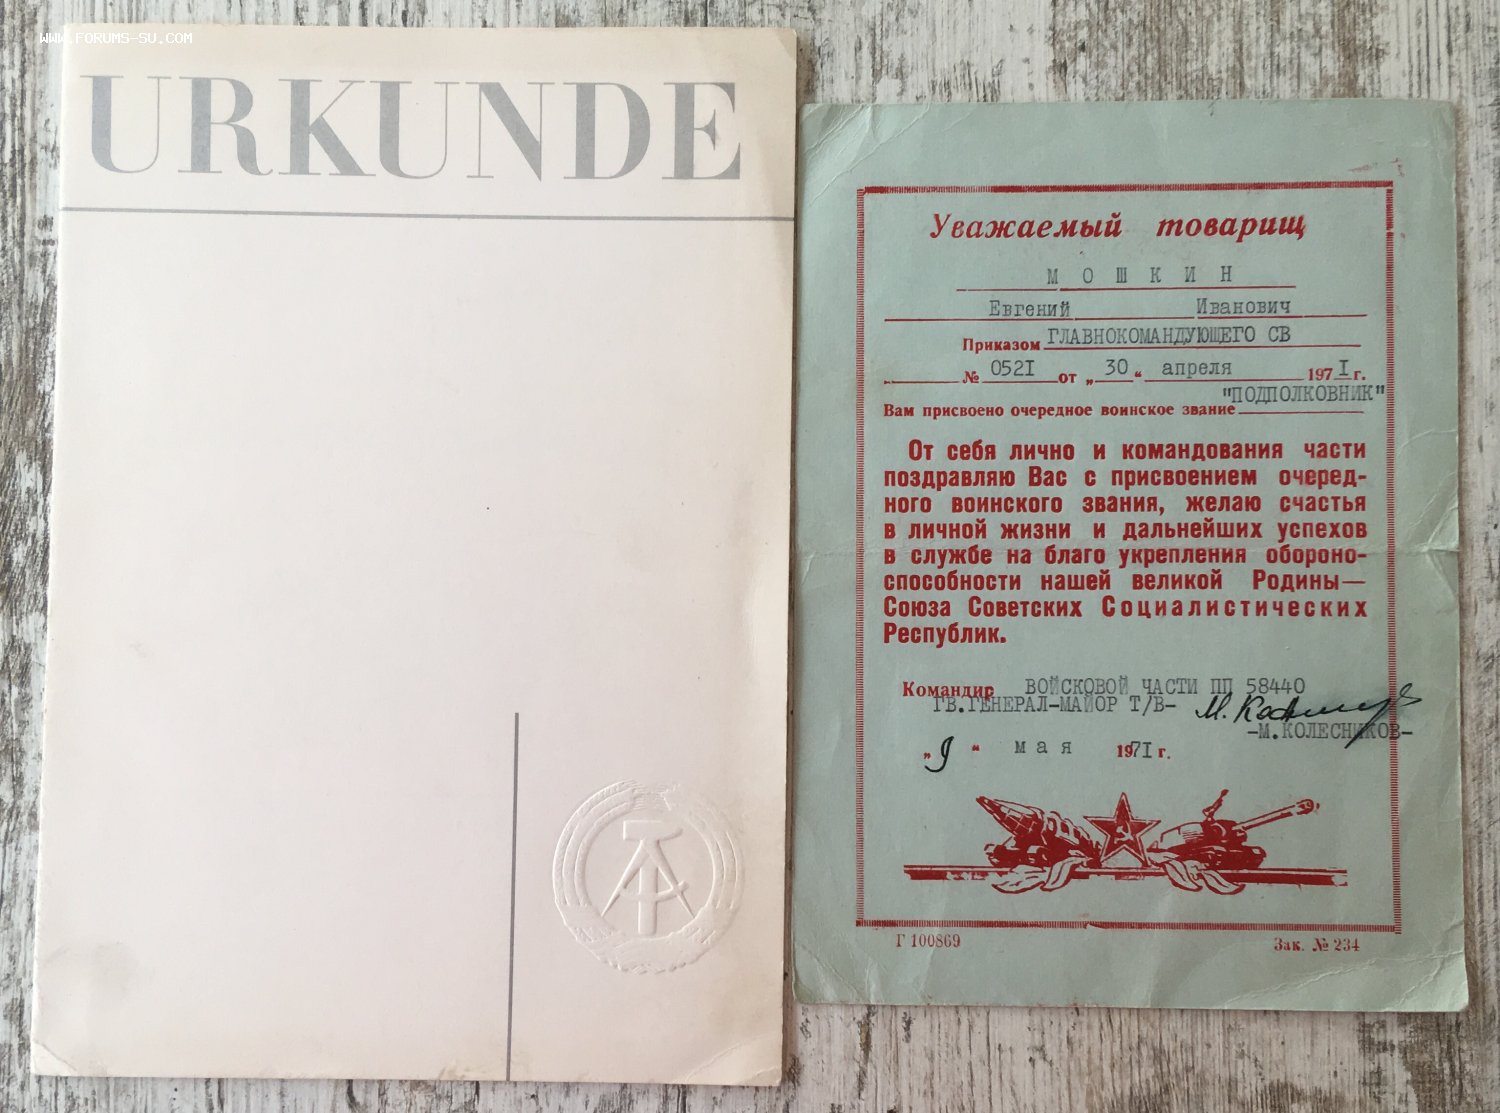 WWW.FORUMS-SU.COM
URKUNDE
Уважаемый товарищ
МОШКИН
Евгений Иванович
Приказом ГЛАВНОКОМАНДУЮЩЕГО СВ
№ 052I от „30“ апреля 197I г.
"ПОДПОЛКОВНИК"
Вам присвоено очередное воинское звание
От себя лично и командования части
поздравляю Вас с присвоением очеред-
ного воинского звания, желаю счастья
в личной жизни и дальнейших успехов
в службе на благо укрепления обороно-
способности нашей великой Родины—
Союза Советских Социалистических
Республик.
Командир ВОЙСКОВОЙ ЧАСТИ ПП 58440
ГВ.ГЕНЕРАЛ-МАЙОР Т/В-
-М.КОЛЕСНИКОВ-
„9“ мая 197I г.
Г 100869 Зак. № 234